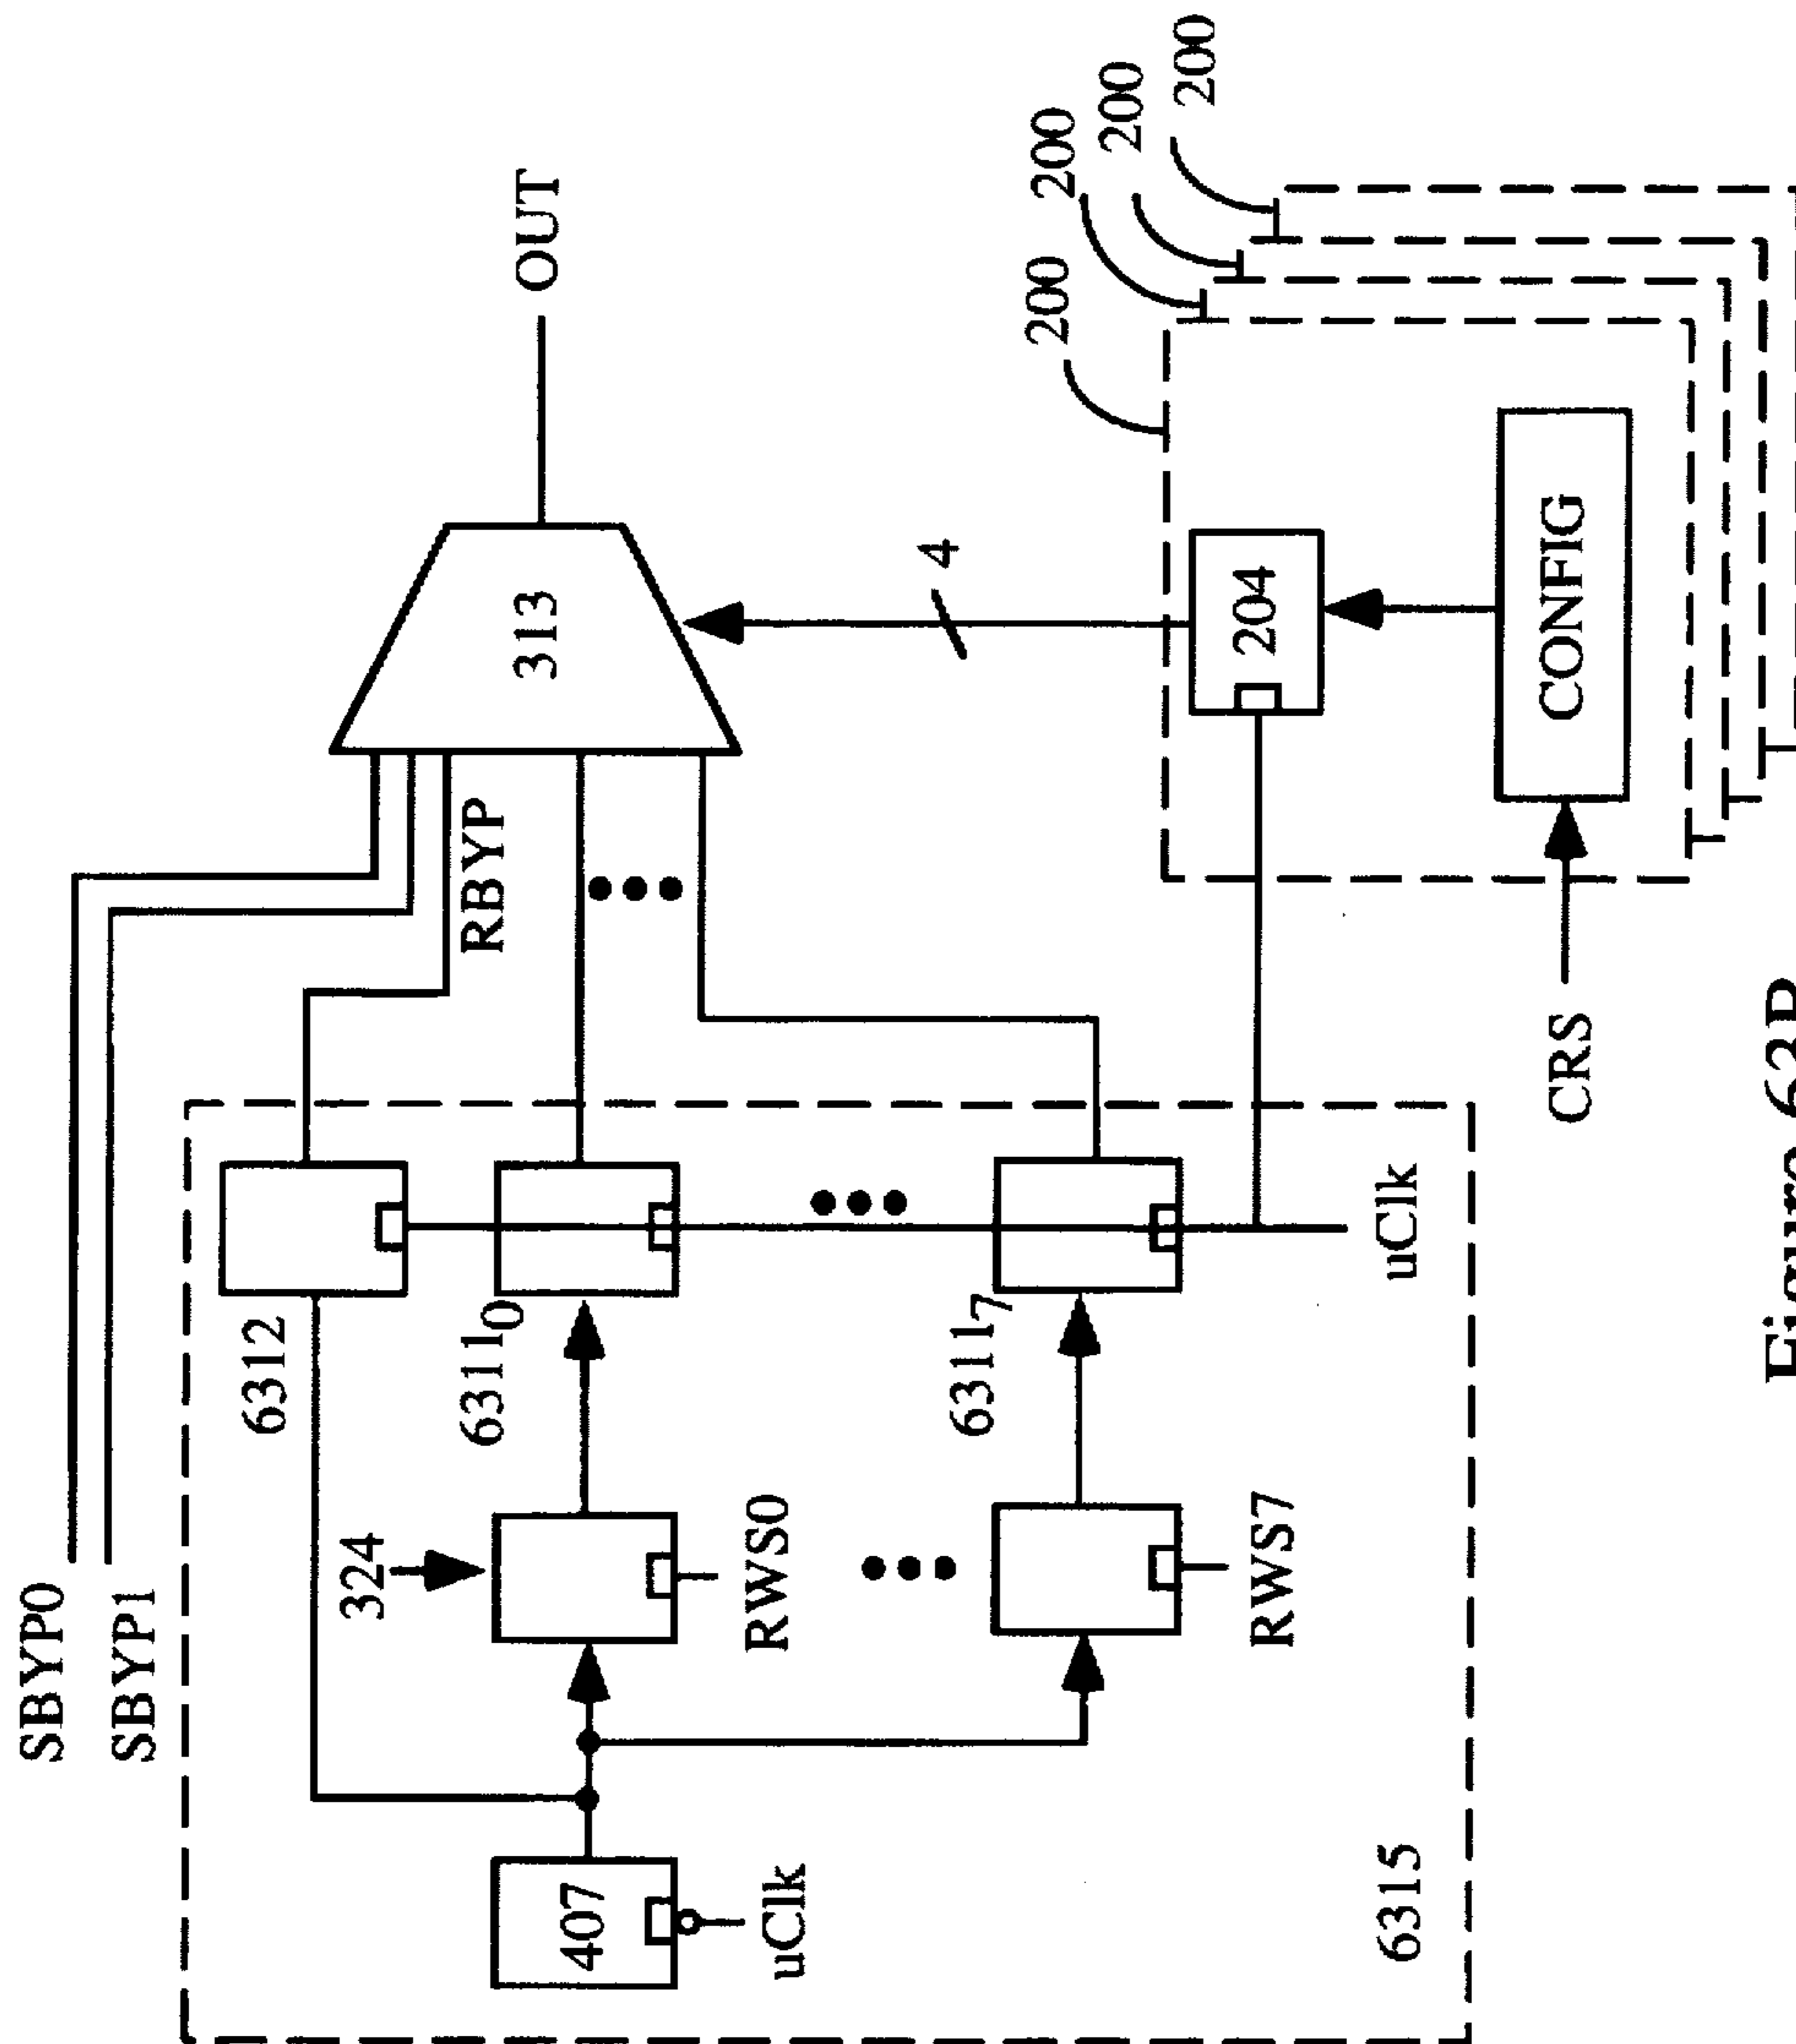 SBYP0
SBYP1
OUT
313
RBYP
6312
324
6311₀
407
uClk
RWS0
4
200
200
200
200
6311₇
204
RWS7
uClk
CONFIG
CRS
6315